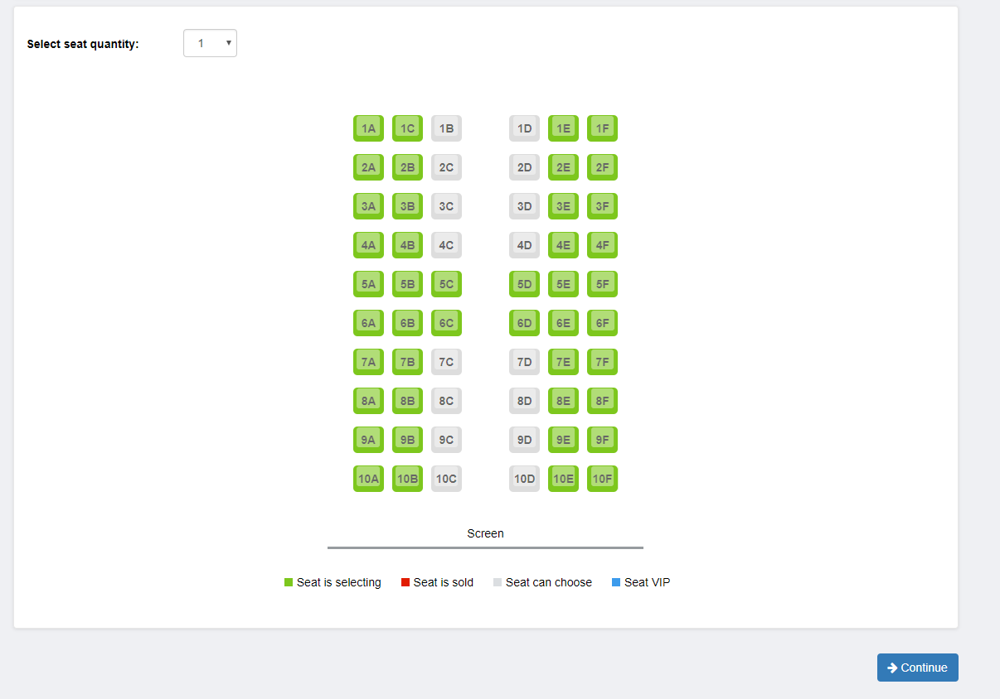 Select seat quantity: 1
1A 1C 1B 1D 1E 1F
2A 2B 2C 2D 2E 2F
3A 3B 3C 3D 3E 3F
4A 4B 4C 4D 4E 4F
5A 5B 5C 5D 5E 5F
6A 6B 6C 6D 6E 6F
7A 7B 7C 7D 7E 7F
8A 8B 8C 8D 8E 8F
9A 9B 9C 9D 9E 9F
10A 10B 10C 10D 10E 10F
Screen
Seat is selecting Seat is sold Seat can choose Seat VIP
Continue